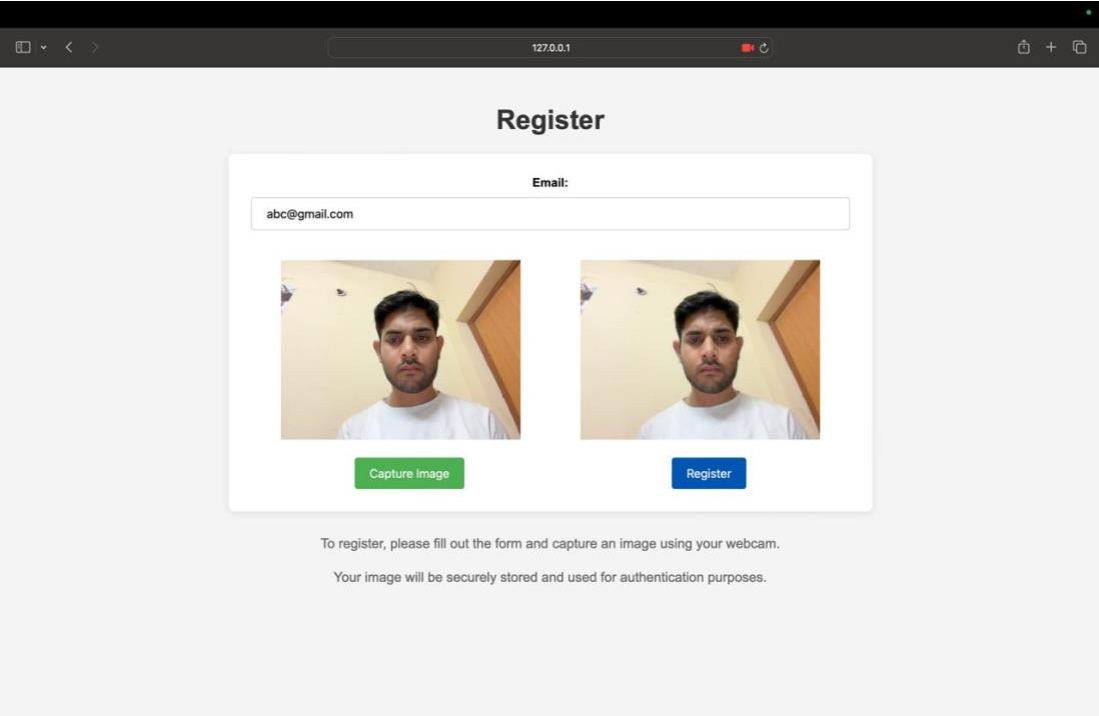 127.0.0.1
Register
Email:
abc@gmail.com
Capture Image
Register
To register, please fill out the form and capture an image using your webcam.
Your image will be securely stored and used for authentication purposes.